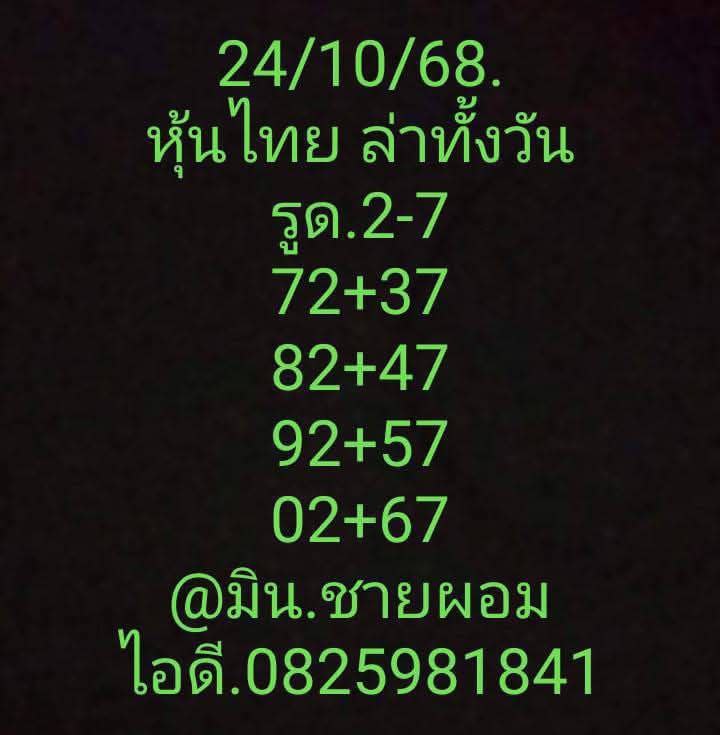 24/10/68.
หุ้นไทย ล่าทั้งวัน
รูด.2-7
72+37
82+47
92+57
02+67
@มิน.ชายผอม
ไอดี.0825981841